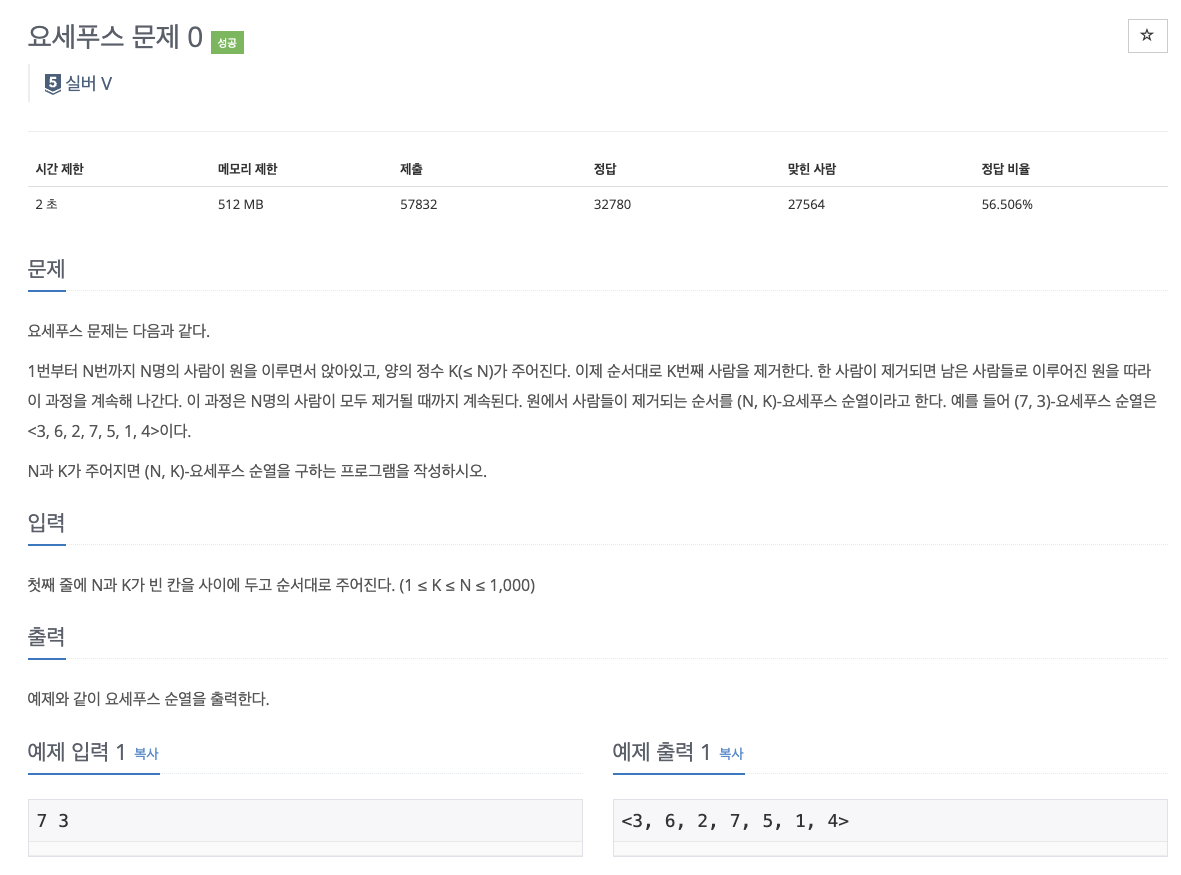 요세푸스 문제 0 성공
☆
5 실버 V
시간 제한 메모리 제한 제출 정답 맞힌 사람 정답 비율
2 초 512 MB 57832 32780 27564 56.506%
문제
요세푸스 문제는 다음과 같다.
1번부터 N번까지 N명의 사람이 원을 이루면서 앉아있고, 양의 정수 K(≤ N)가 주어진다. 이제 순서대로 K번째 사람을 제거한다. 한 사람이 제거되면 남은 사람들로 이루어진 원을 따라
이 과정을 계속해 나간다. 이 과정은 N명의 사람이 모두 제거될 때까지 계속된다. 원에서 사람들이 제거되는 순서를 (N, K)-요세푸스 순열이라고 한다. 예를 들어 (7, 3)-요세푸스 순열은
<3, 6, 2, 7, 5, 1, 4>이다.
N과 K가 주어지면 (N, K)-요세푸스 순열을 구하는 프로그램을 작성하시오.
입력
첫째 줄에 N과 K가 빈 칸을 사이에 두고 순서대로 주어진다. (1 ≤ K ≤ N ≤ 1,000)
출력
예제와 같이 요세푸스 순열을 출력한다.
예제 입력 1 복사
7 3
예제 출력 1 복사
<3, 6, 2, 7, 5, 1, 4>